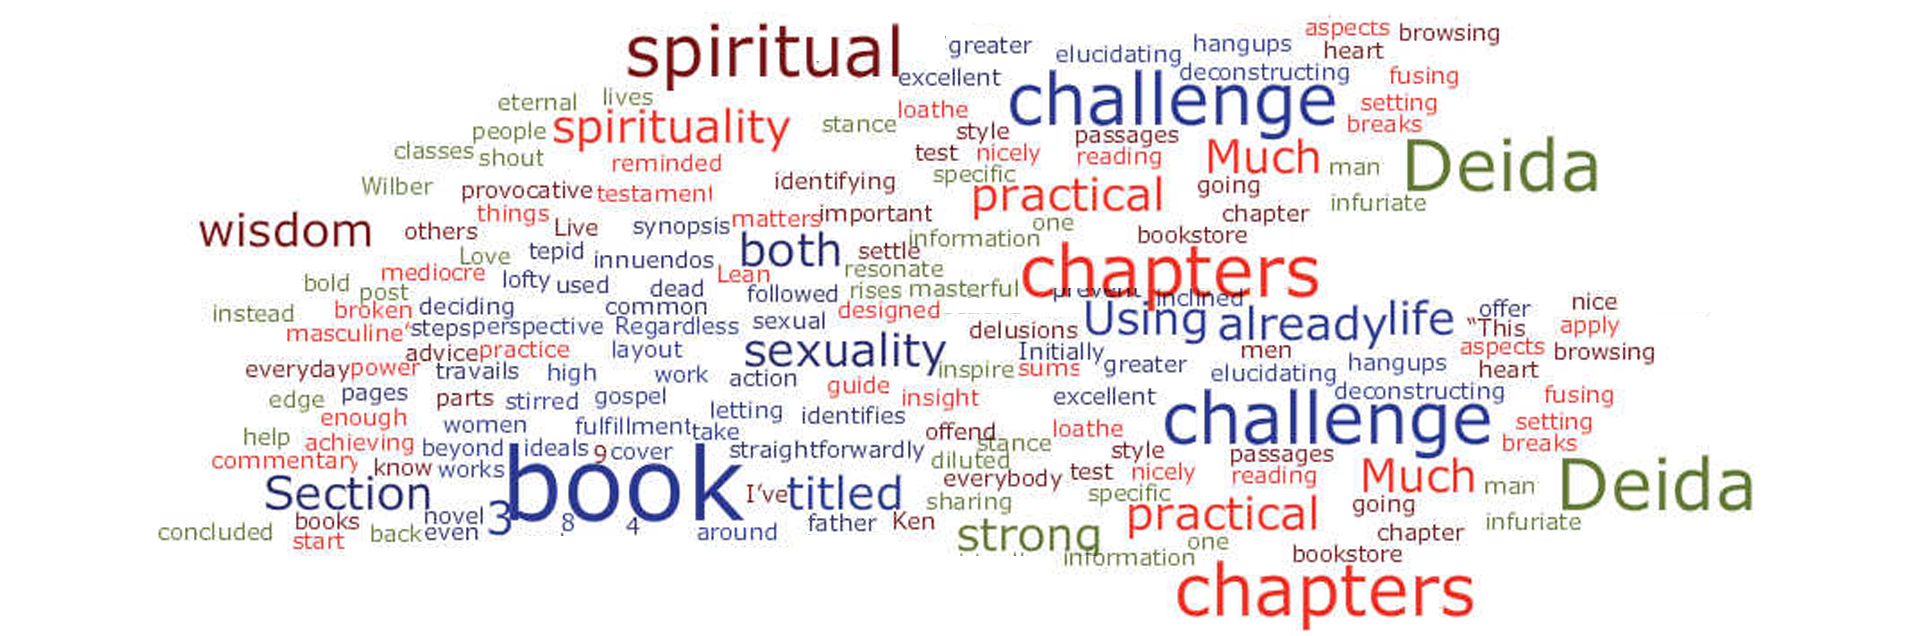 spiritual greater elucidating hangups aspects heart browsing
excellent challenge deconstructing fusing
eternal lives loathe setting
people spirituality stance style passages breaks
classes shout reminded test nicely reading Much man Deida
Wilber provocative testament identifying specific practical going infuriate
things matters important chapter
wisdom others Live synopsis one bookstore
Love tepid innuendos both settle information
mediocre lofty used Lean resonate chapters
bold post dead followed rises masterful prevent inclined
instead broken deciding common designed offer nice
masculine' steps perspective Regardless sexual delusions Using already life “This apply
advice practice layout sexuality Initially men aspects browsing
everyday power travails high work action inspire sums greater elucidating hangups heart
edge pages parts stirred gospel guide insight excellent deconstructing fusing
enough women fulfillment letting identifies challenge setting
help achieving beyond ideals 9 cover take straightforwardly offend stance loathe style passages breaks
commentary know works diluted everybody test nicely reading Much man Deida
Section book I’ve titled sharing specific practical going
books novel 3 8 4 father Ken infuriate
concluded start back even around strong one chapter
information bookstore
chapters